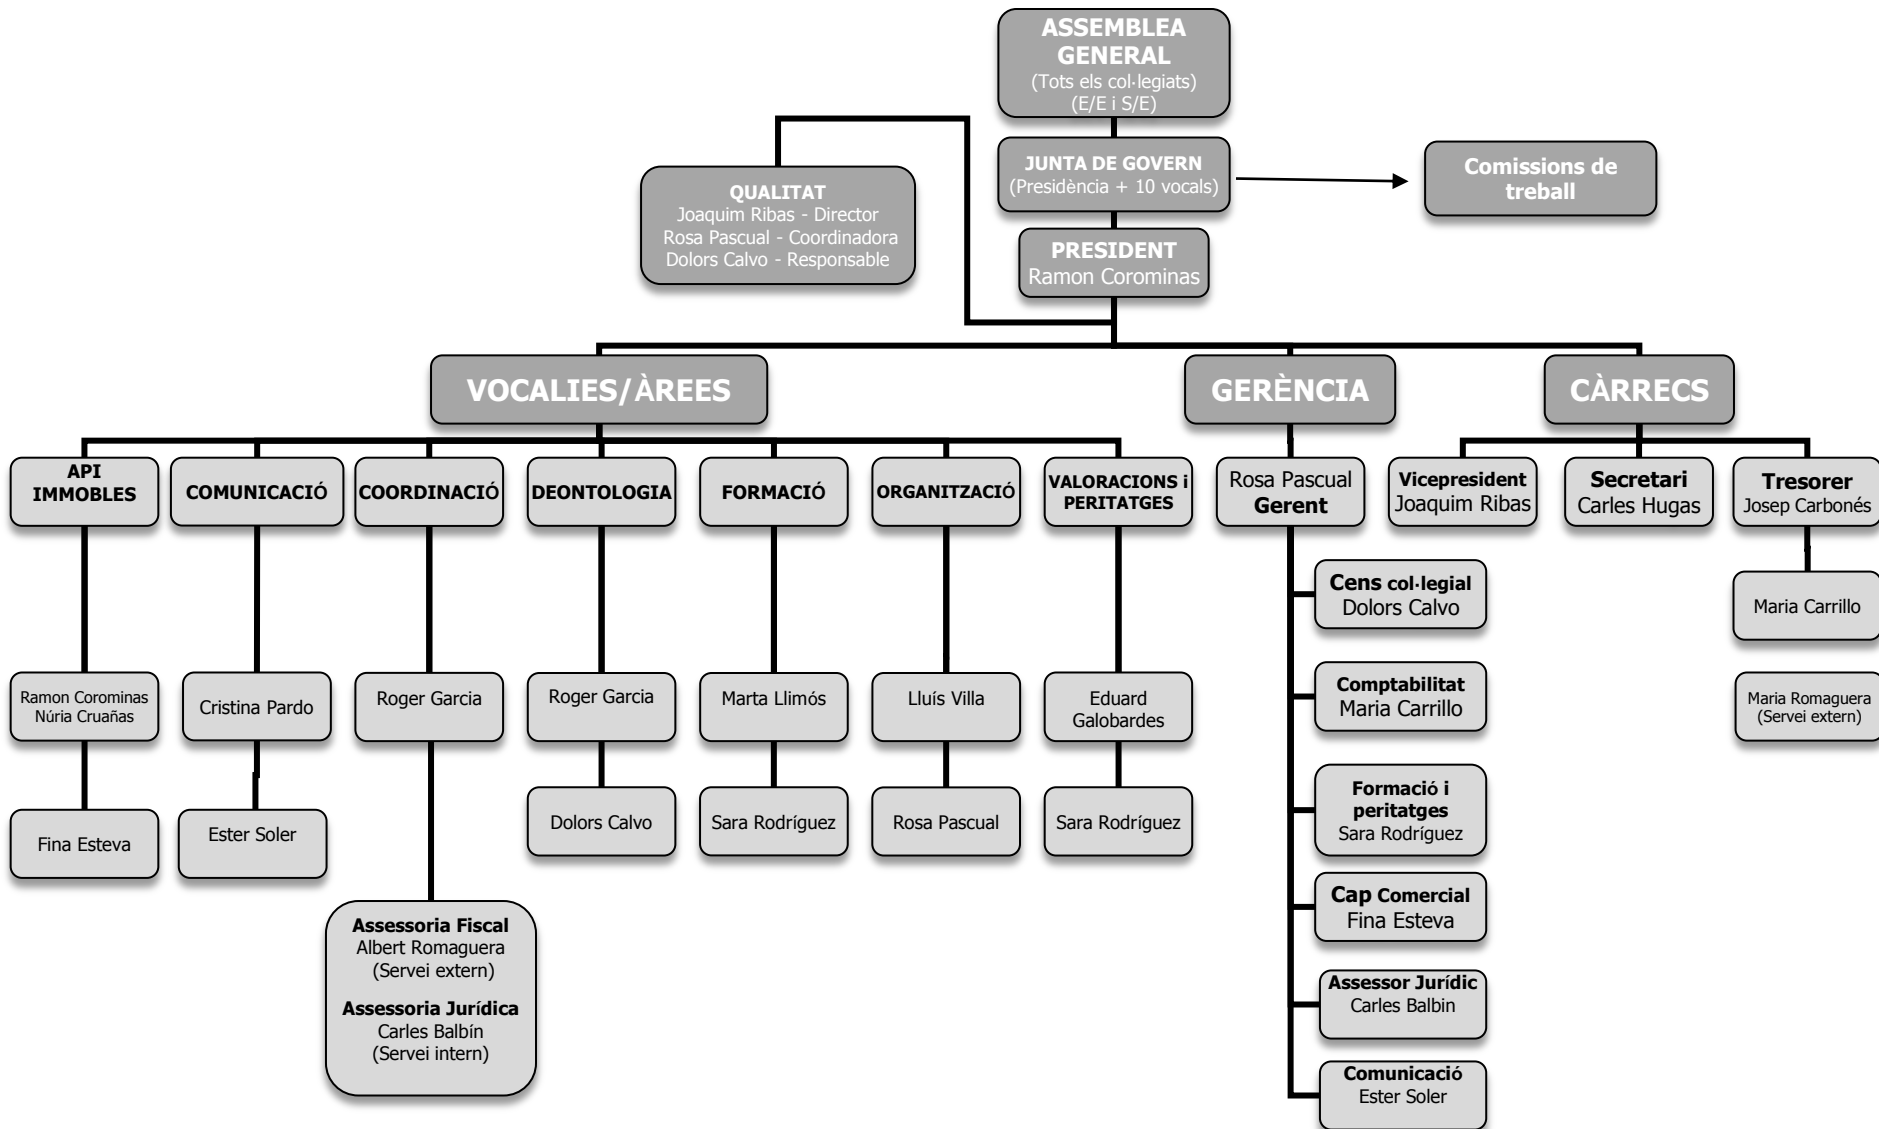 ASSEMBLEA
GENERAL
(Tots els col·legiats)
(E/E i S/E)
JUNTA DE GOVERN
(Presidència + 10 vocals)
Comissions de
treball
QUALITAT
Joaquim Ribas - Director
Rosa Pascual - Coordinadora
Dolors Calvo - Responsable
PRESIDENT
Ramon Corominas
VOCALIES/ÀREES
GERÈNCIA
CÀRRECS
API
IMMOBLES
COMUNICACIÓ
COORDINACIÓ
DEONTOLOGIA
FORMACIÓ
ORGANITZACIÓ
VALORACIONS i
PERITATGES
Rosa Pascual
Gerent
Vicepresident
Joaquim Ribas
Secretari
Carles Hugas
Tresorer
Josep Carbonés
Cens col·legial
Dolors Calvo
Maria Carrillo
Ramon Corominas
Núria Cruañas
Cristina Pardo
Roger Garcia
Roger Garcia
Marta Llimós
Lluís Villa
Eduard
Galobardes
Comptabilitat
Maria Carrillo
Maria Romaguera
(Servei extern)
Fina Esteva
Ester Soler
Dolors Calvo
Sara Rodríguez
Rosa Pascual
Sara Rodríguez
Formació i
peritatges
Sara Rodríguez
Cap Comercial
Fina Esteva
Assessoria Fiscal
Albert Romaguera
(Servei extern)
Assessoria Jurídica
Carles Balbín
(Servei intern)
Assessor Jurídic
Carles Balbin
Comunicació
Ester Soler